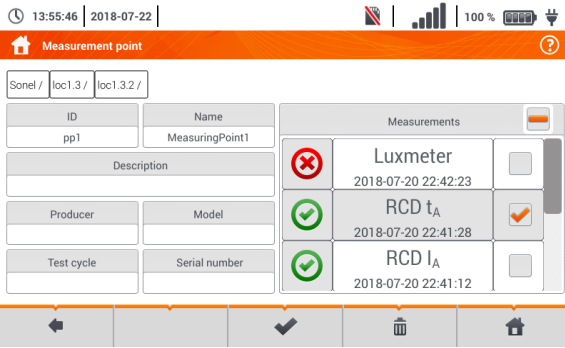 13:55:46 2018-07-22 100 %
Measurement point ?
Sonel / loc1.3 / loc1.3.2 /
ID Name Measurements
pp1 MeasuringPoint1
Description
Producer Model
Test cycle Serial number
Luxmeter
2018-07-20 22:42:23
RCD tA
2018-07-20 22:41:28
RCD IA
2018-07-20 22:41:12